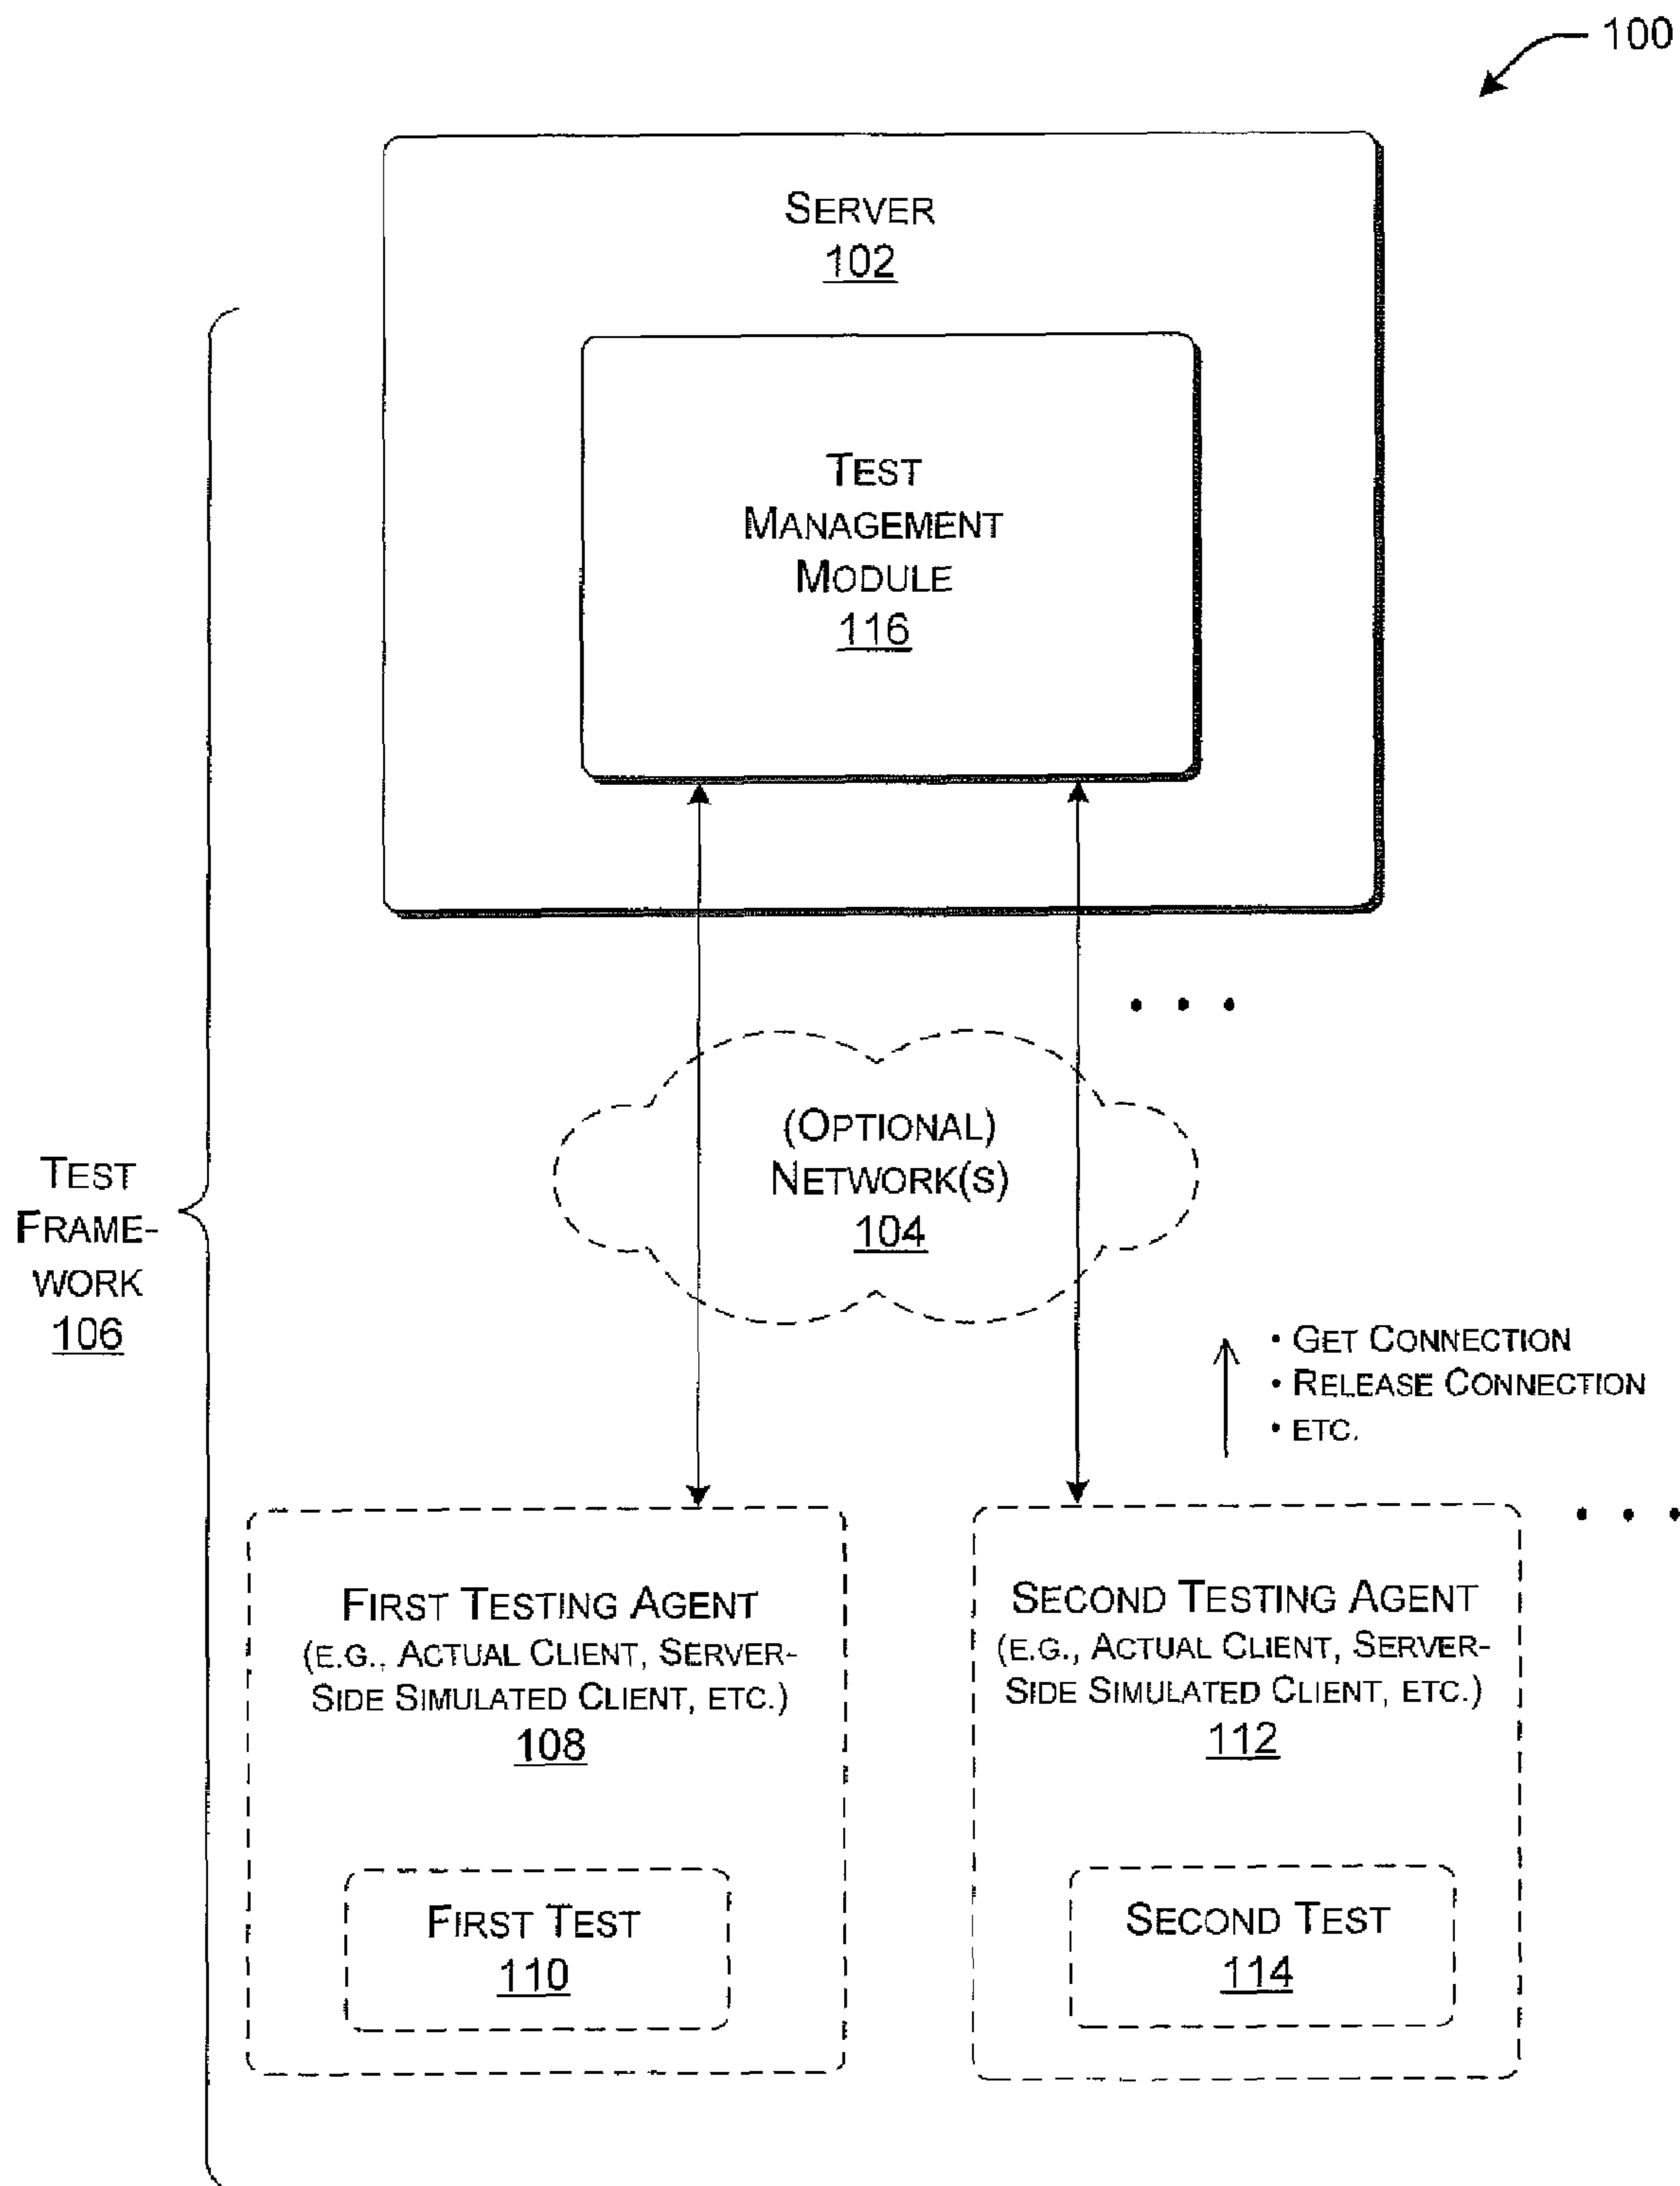 100
SERVER
102
TEST
MANAGEMENT
MODULE
116
(OPTIONAL)
NETWORK(S)
104
TEST
FRAME-
WORK
106
• GET CONNECTION
• RELEASE CONNECTION
• ETC.
FIRST TESTING AGENT
(E.G., ACTUAL CLIENT, SERVER-
SIDE SIMULATED CLIENT, ETC.)
108
SECOND TESTING AGENT
(E.G., ACTUAL CLIENT, SERVER-
SIDE SIMULATED CLIENT, ETC.)
112
FIRST TEST
110
SECOND TEST
114